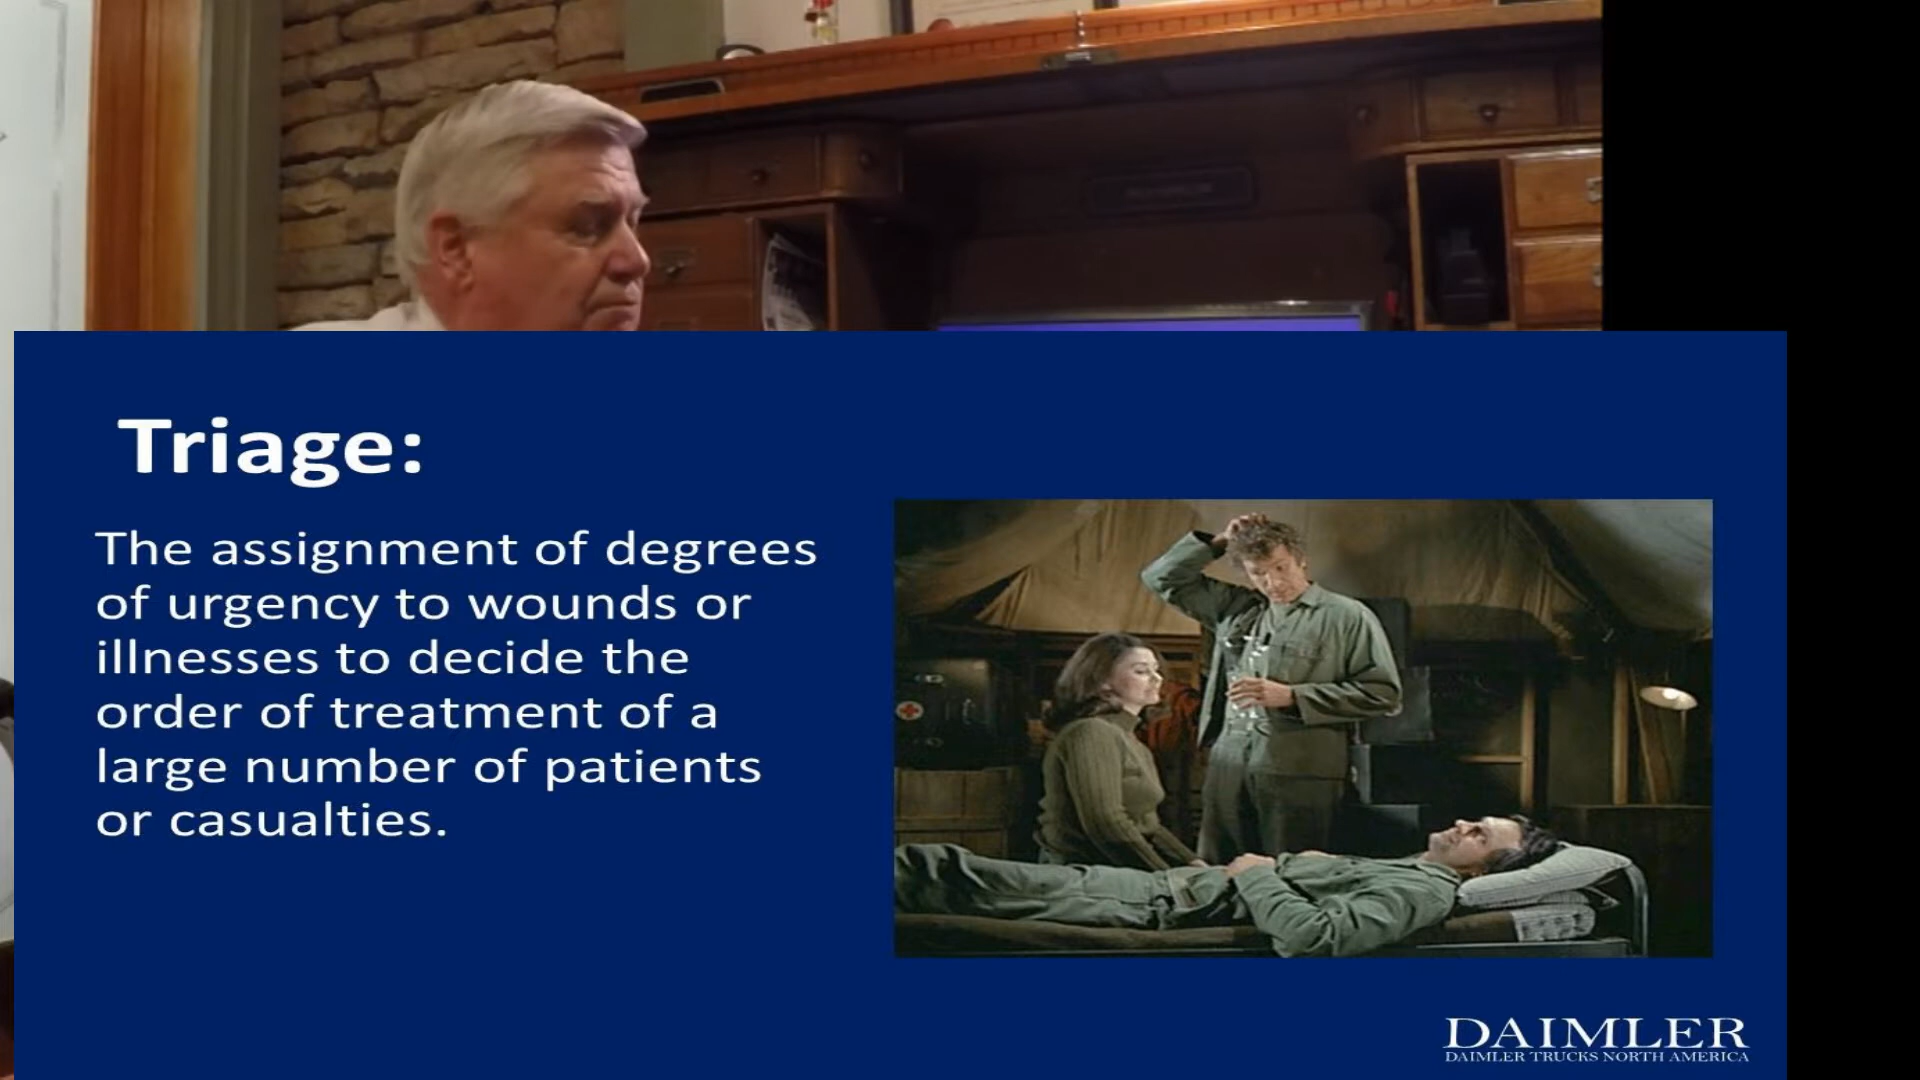 Triage:
The assignment of degrees
of urgency to wounds or
illnesses to decide the
order of treatment of a
large number of patients
or casualties.
DAIMLER
DAIMLER TRUCKS NORTH AMERICA